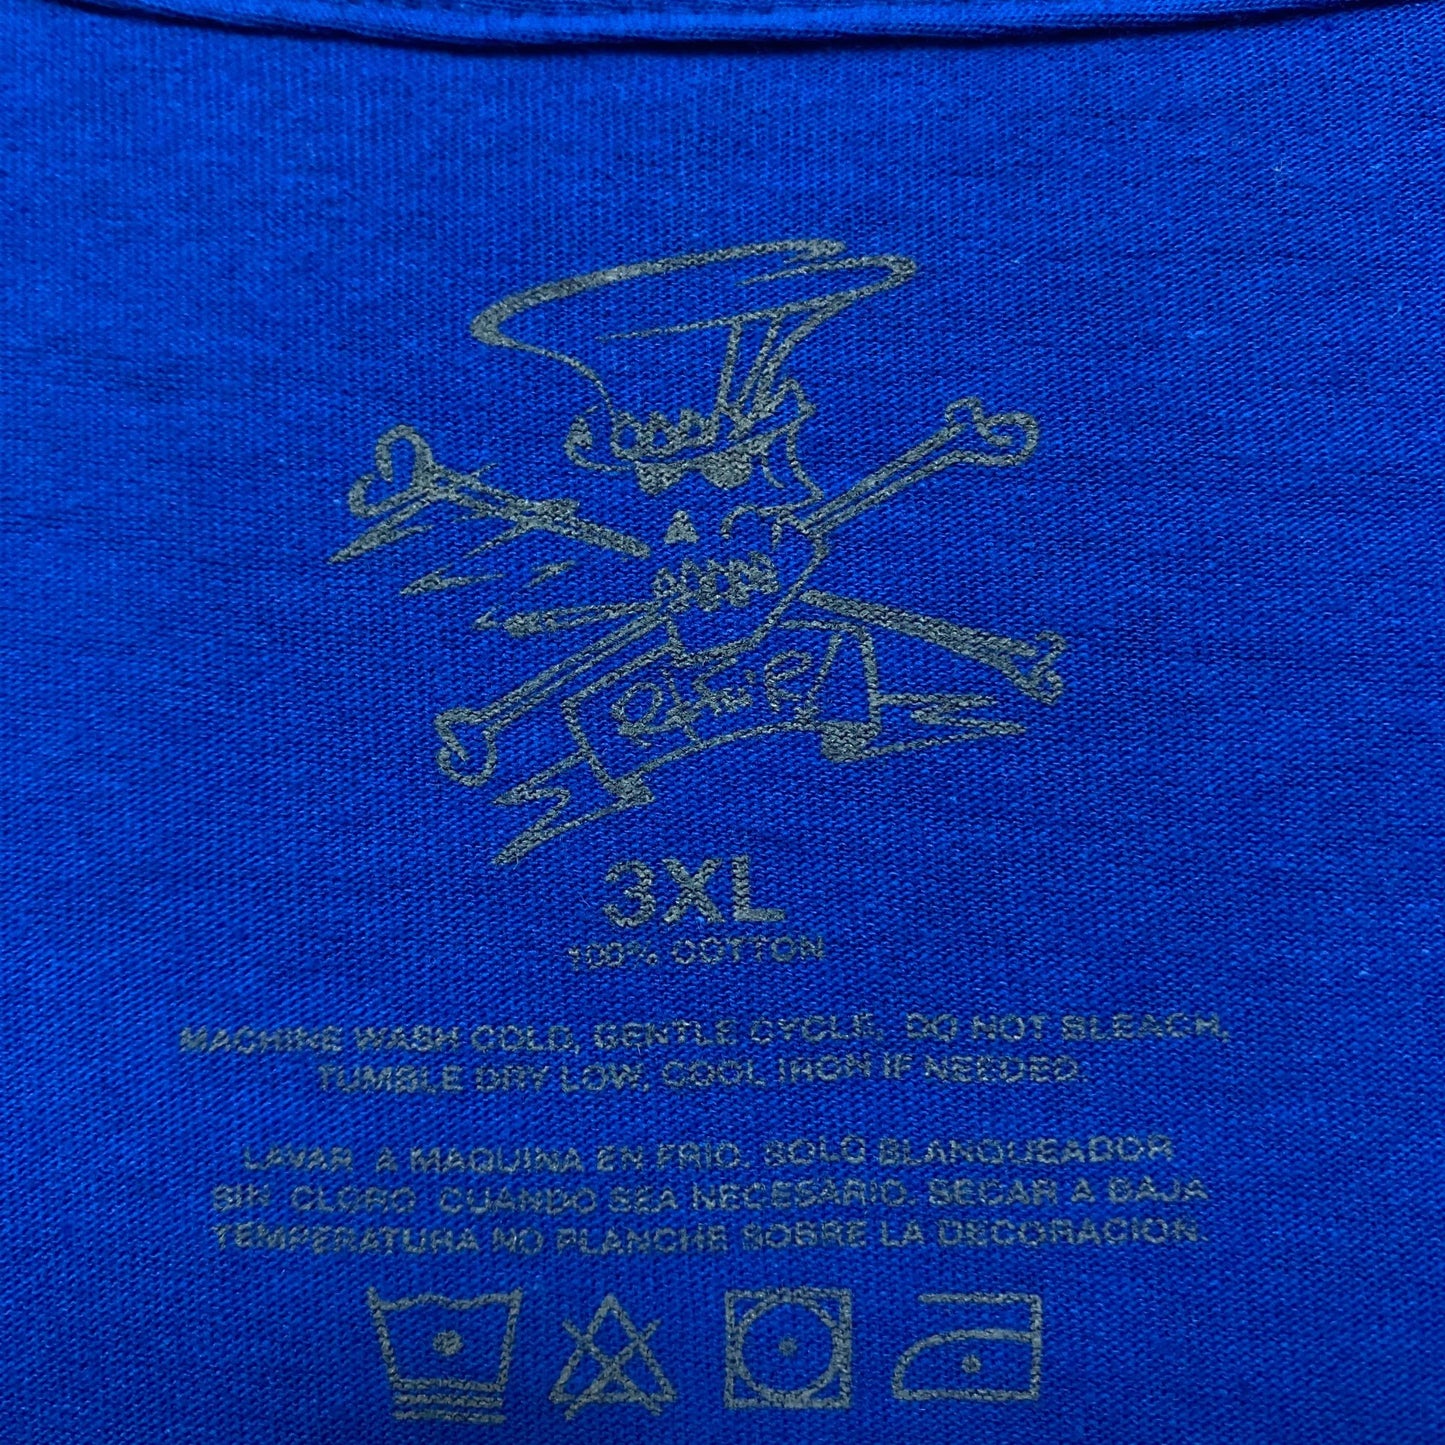 3XL
100% COTTON
MACHINE WASH COLD, GENTLE CYCLE. DO NOT BLEACH,
TUMBLE DRY LOW, COOL IRON IF NEEDED.
LAVAR A MAQUINA EN FRIO. SOLO BLANQUEADOR
SIN CLORO CUANDO SEA NECESARIO. SECAR A BAJA
TEMPERATURA NO PLANCHE SOBRE LA DECORACION.